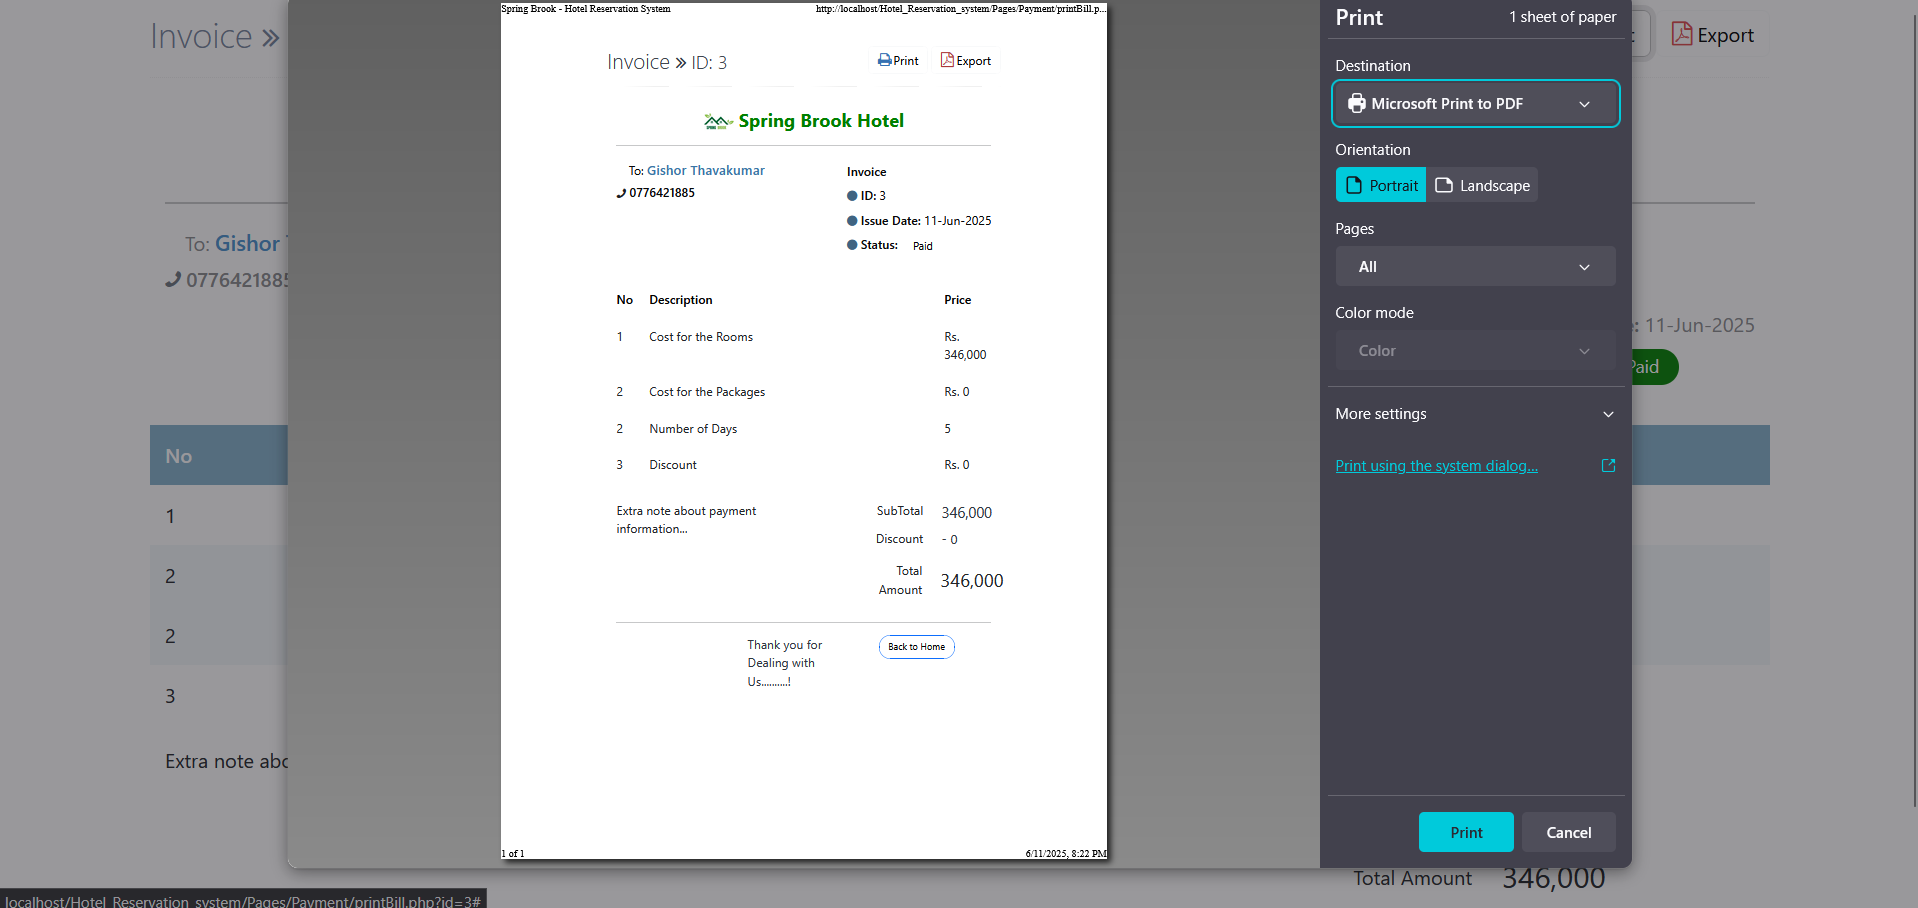 Invoice »
Export
To: Gishor
0776421885
: 11-Jun-2025
Paid
No
1
2
2
3
Extra note abo
Total Amount 346,000
localhost/Hotel_Reservation_system/Pages/Payment/printBill.php?id=3#
Spring Brook - Hotel Reservation System http://localhost/Hotel_Reservation_system/Pages/Payment/printBill.p...
Invoice » ID: 3 Print Export
SPRING BROOK
Spring Brook Hotel
To: Gishor Thavakumar
0776421885
Invoice
ID: 3
Issue Date: 11-Jun-2025
Status: Paid
No Description Price
1 Cost for the Rooms Rs.
346,000
2 Cost for the Packages Rs. 0
2 Number of Days 5
3 Discount Rs. 0
Extra note about payment
information...
SubTotal 346,000
Discount - 0
Total
Amount 346,000
Thank you for
Dealing with
Us..........!
Back to Home
1 of 1 6/11/2025, 8:22 PM
Print 1 sheet of paper
Destination
Microsoft Print to PDF
Orientation
Portrait Landscape
Pages
All
Color mode
Color
More settings
Print using the system dialog...
Print Cancel